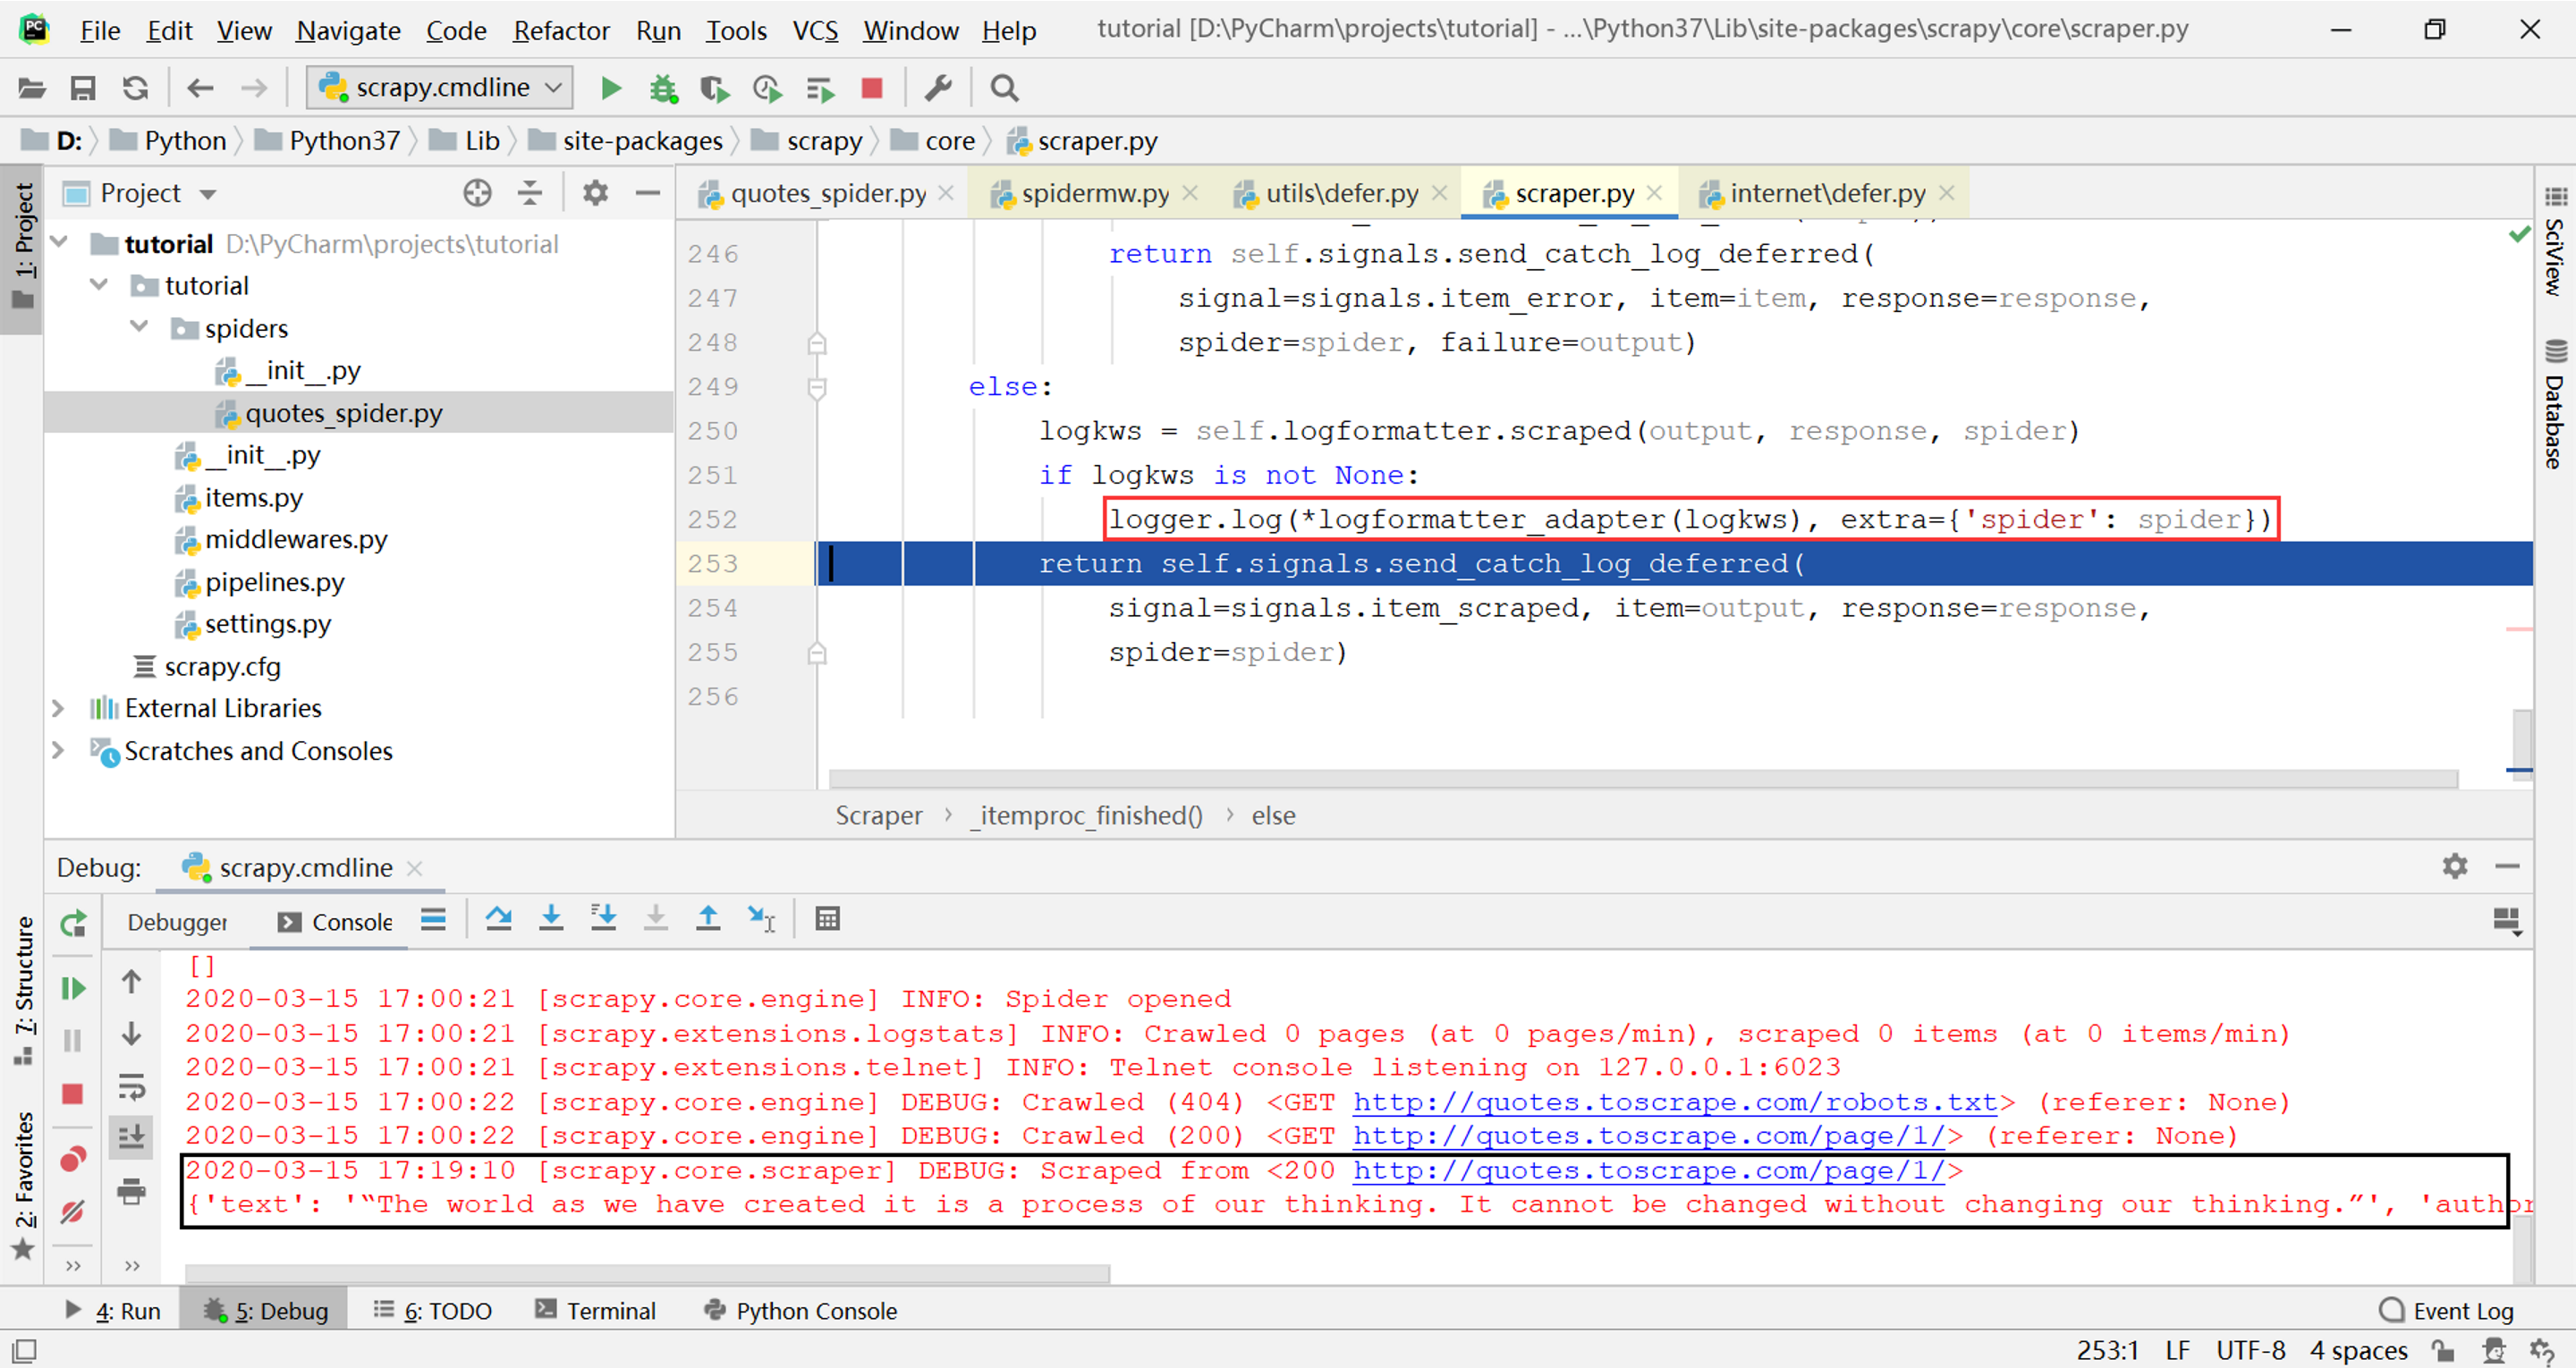 PC File Edit View Navigate Code Refactor Run Tools VCS Window Help tutorial [D:\PyCharm\projects\tutorial] - ...\Python37\Lib\site-packages\scrapy\core\scraper.py
scrapy.cmdline
D: Python Python37 Lib site-packages scrapy core scraper.py
1: Project
Project
quotes_spider.py spidermw.py utils\defer.py scraper.py internet\defer.py
SciView
Database
tutorial D:\PyCharm\projects\tutorial
tutorial
spiders
__init__.py
quotes_spider.py
__init__.py
items.py
middlewares.py
pipelines.py
settings.py
scrapy.cfg
External Libraries
Scratches and Consoles
246 return self.signals.send_catch_log_deferred(
247 signal=signals.item_error, item=item, response=response,
248 spider=spider, failure=output)
249 else:
250 logkws = self.logformatter.scraped(output, response, spider)
251 if logkws is not None:
252 logger.log(*logformatter_adapter(logkws), extra={'spider': spider})
253 return self.signals.send_catch_log_deferred(
254 signal=signals.item_scraped, item=output, response=response,
255 spider=spider)
256
Scraper › _itemproc_finished() › else
Debug: scrapy.cmdline
Debugger Console
7: Structure
2: Favorites
[]
2020-03-15 17:00:21 [scrapy.core.engine] INFO: Spider opened
2020-03-15 17:00:21 [scrapy.extensions.logstats] INFO: Crawled 0 pages (at 0 pages/min), scraped 0 items (at 0 items/min)
2020-03-15 17:00:21 [scrapy.extensions.telnet] INFO: Telnet console listening on 127.0.0.1:6023
2020-03-15 17:00:22 [scrapy.core.engine] DEBUG: Crawled (404) <GET http://quotes.toscrape.com/robots.txt> (referer: None)
2020-03-15 17:00:22 [scrapy.core.engine] DEBUG: Crawled (200) <GET http://quotes.toscrape.com/page/1/> (referer: None)
2020-03-15 17:19:10 [scrapy.core.scraper] DEBUG: Scraped from <200 http://quotes.toscrape.com/page/1/>
{'text': '“The world as we have created it is a process of our thinking. It cannot be changed without changing our thinking.”', 'author
4: Run 5: Debug 6: TODO Terminal Python Console Event Log
253:1 LF UTF-8 4 spaces